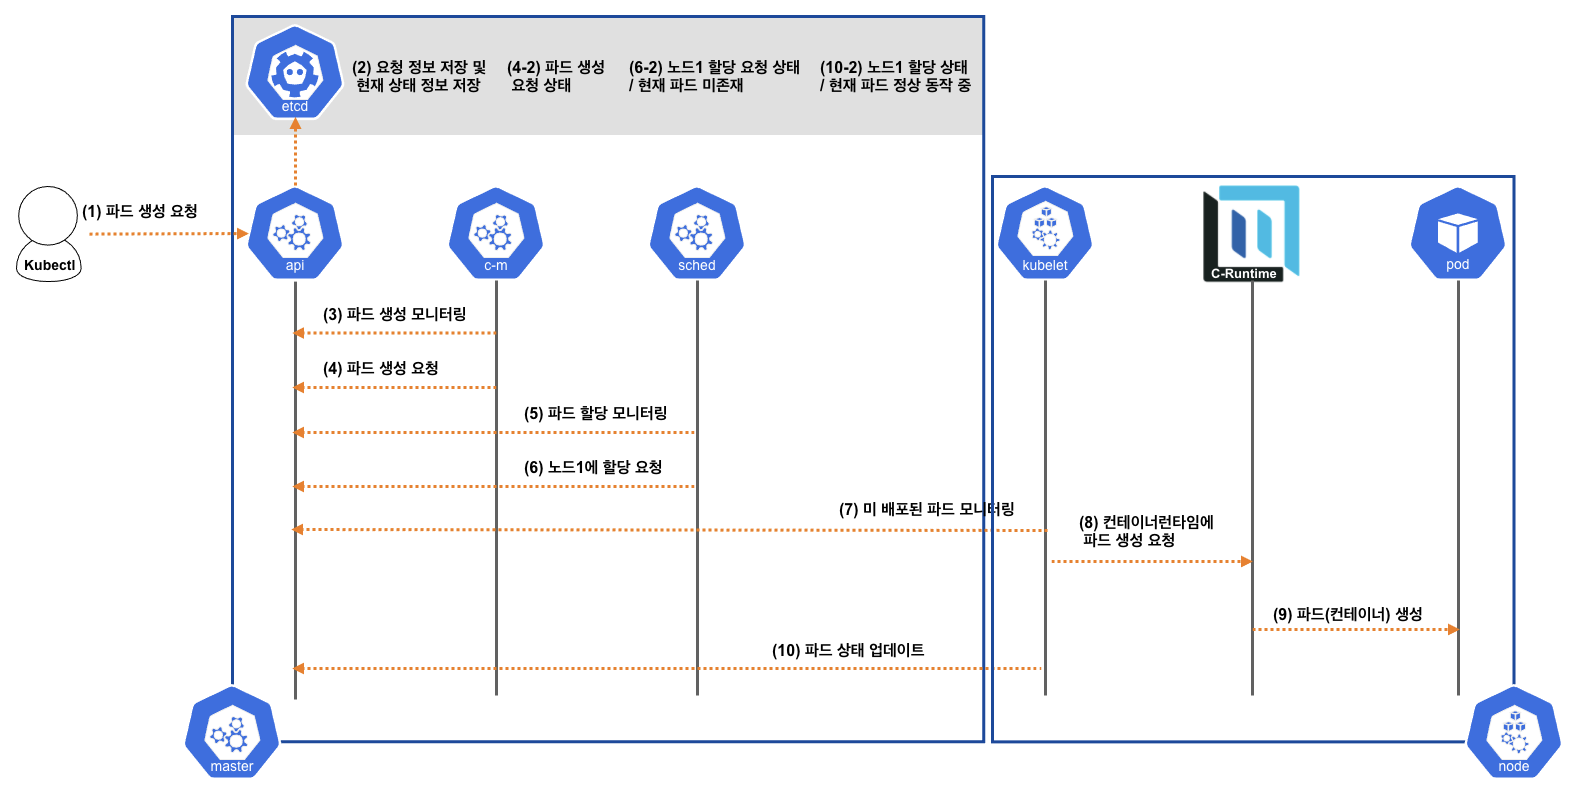 (2) 요청 정보 저장 및
현재 상태 정보 저장
(4-2) 파드 생성
요청 상태
(6-2) 노드1 할당 요청 상태
/ 현재 파드 미존재
(10-2) 노드1 할당 상태
/ 현재 파드 정상 동작 중
etcd
(1) 파드 생성 요청
Kubectl
api
c-m
sched
kubelet
C-Runtime
pod
(3) 파드 생성 모니터링
(4) 파드 생성 요청
(5) 파드 할당 모니터링
(6) 노드1에 할당 요청
(7) 미 배포된 파드 모니터링
(8) 컨테이너런타임에
파드 생성 요청
(9) 파드(컨테이너) 생성
(10) 파드 상태 업데이트
master
node